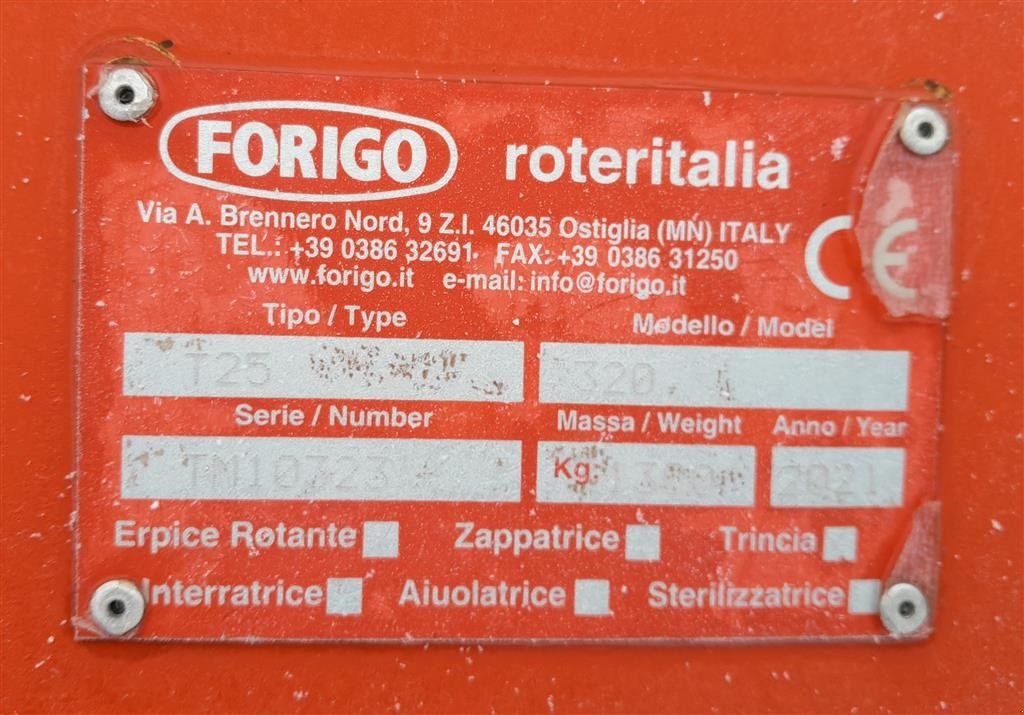 FORIGO roteritalia
Via A. Brennero Nord, 9 Z.I. 46035 Ostiglia (MN) ITALY
TEL.: +39 0386 32691 FAX: +39 0386 31250
www.forigo.it e-mail: info@forigo.it
CE
Tipo / Type Modello / Model
T25 320
Serie / Number Massa / Weight Anno / Year
TM10323 Kg. 2021
Erpice Rotante Zappatrice Trincia
Interratrice Aiuolatrice Sterilizzatrice